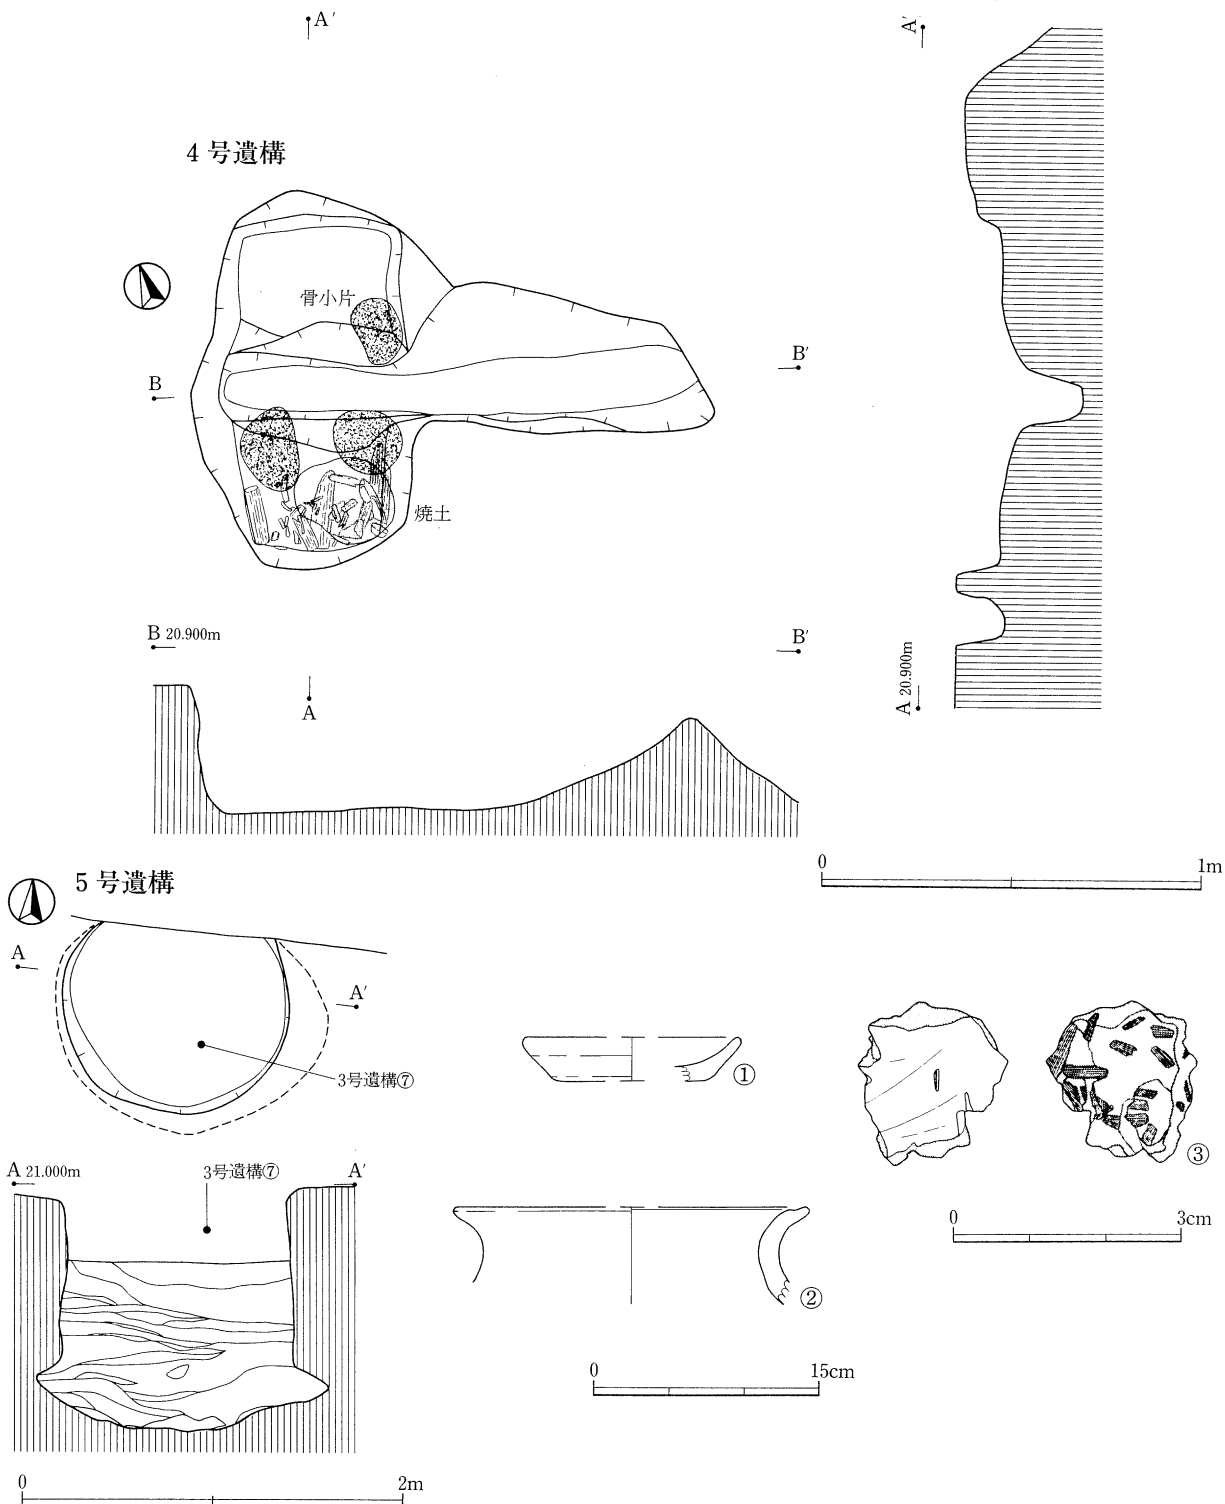 A′
A′
4号遺構
骨小片
B
B′
焼土
B 20.900m
B′
A
A 20.900m
0 1m
5号遺構
A
A′
3号遺構⑦
①
③
A 21.000m
3号遺構⑦
A′
0 3cm
②
0 15cm
0 2m